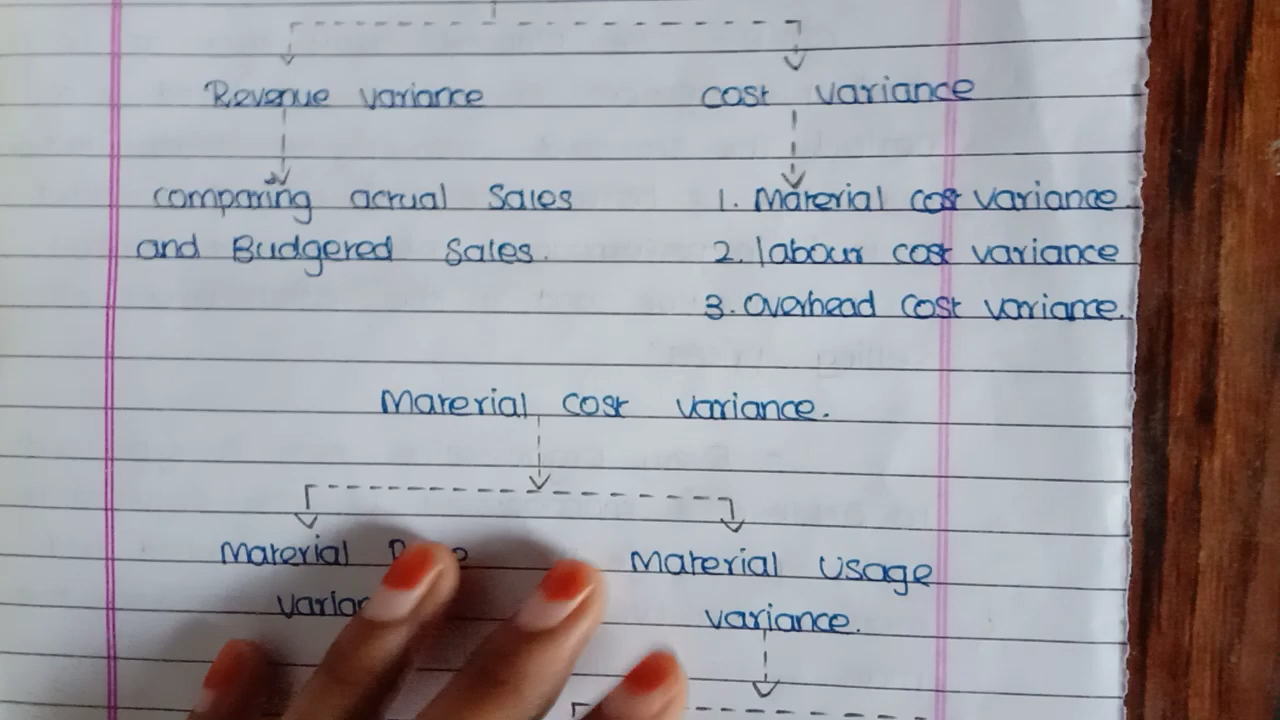 Revenue variance
cost variance
comparing actual Sales
and Budgered Sales.
1. Material cost variance
2. labour cost variance
3. Overhead cost variance.
Material cost variance.
Material
Material Usage
variance.